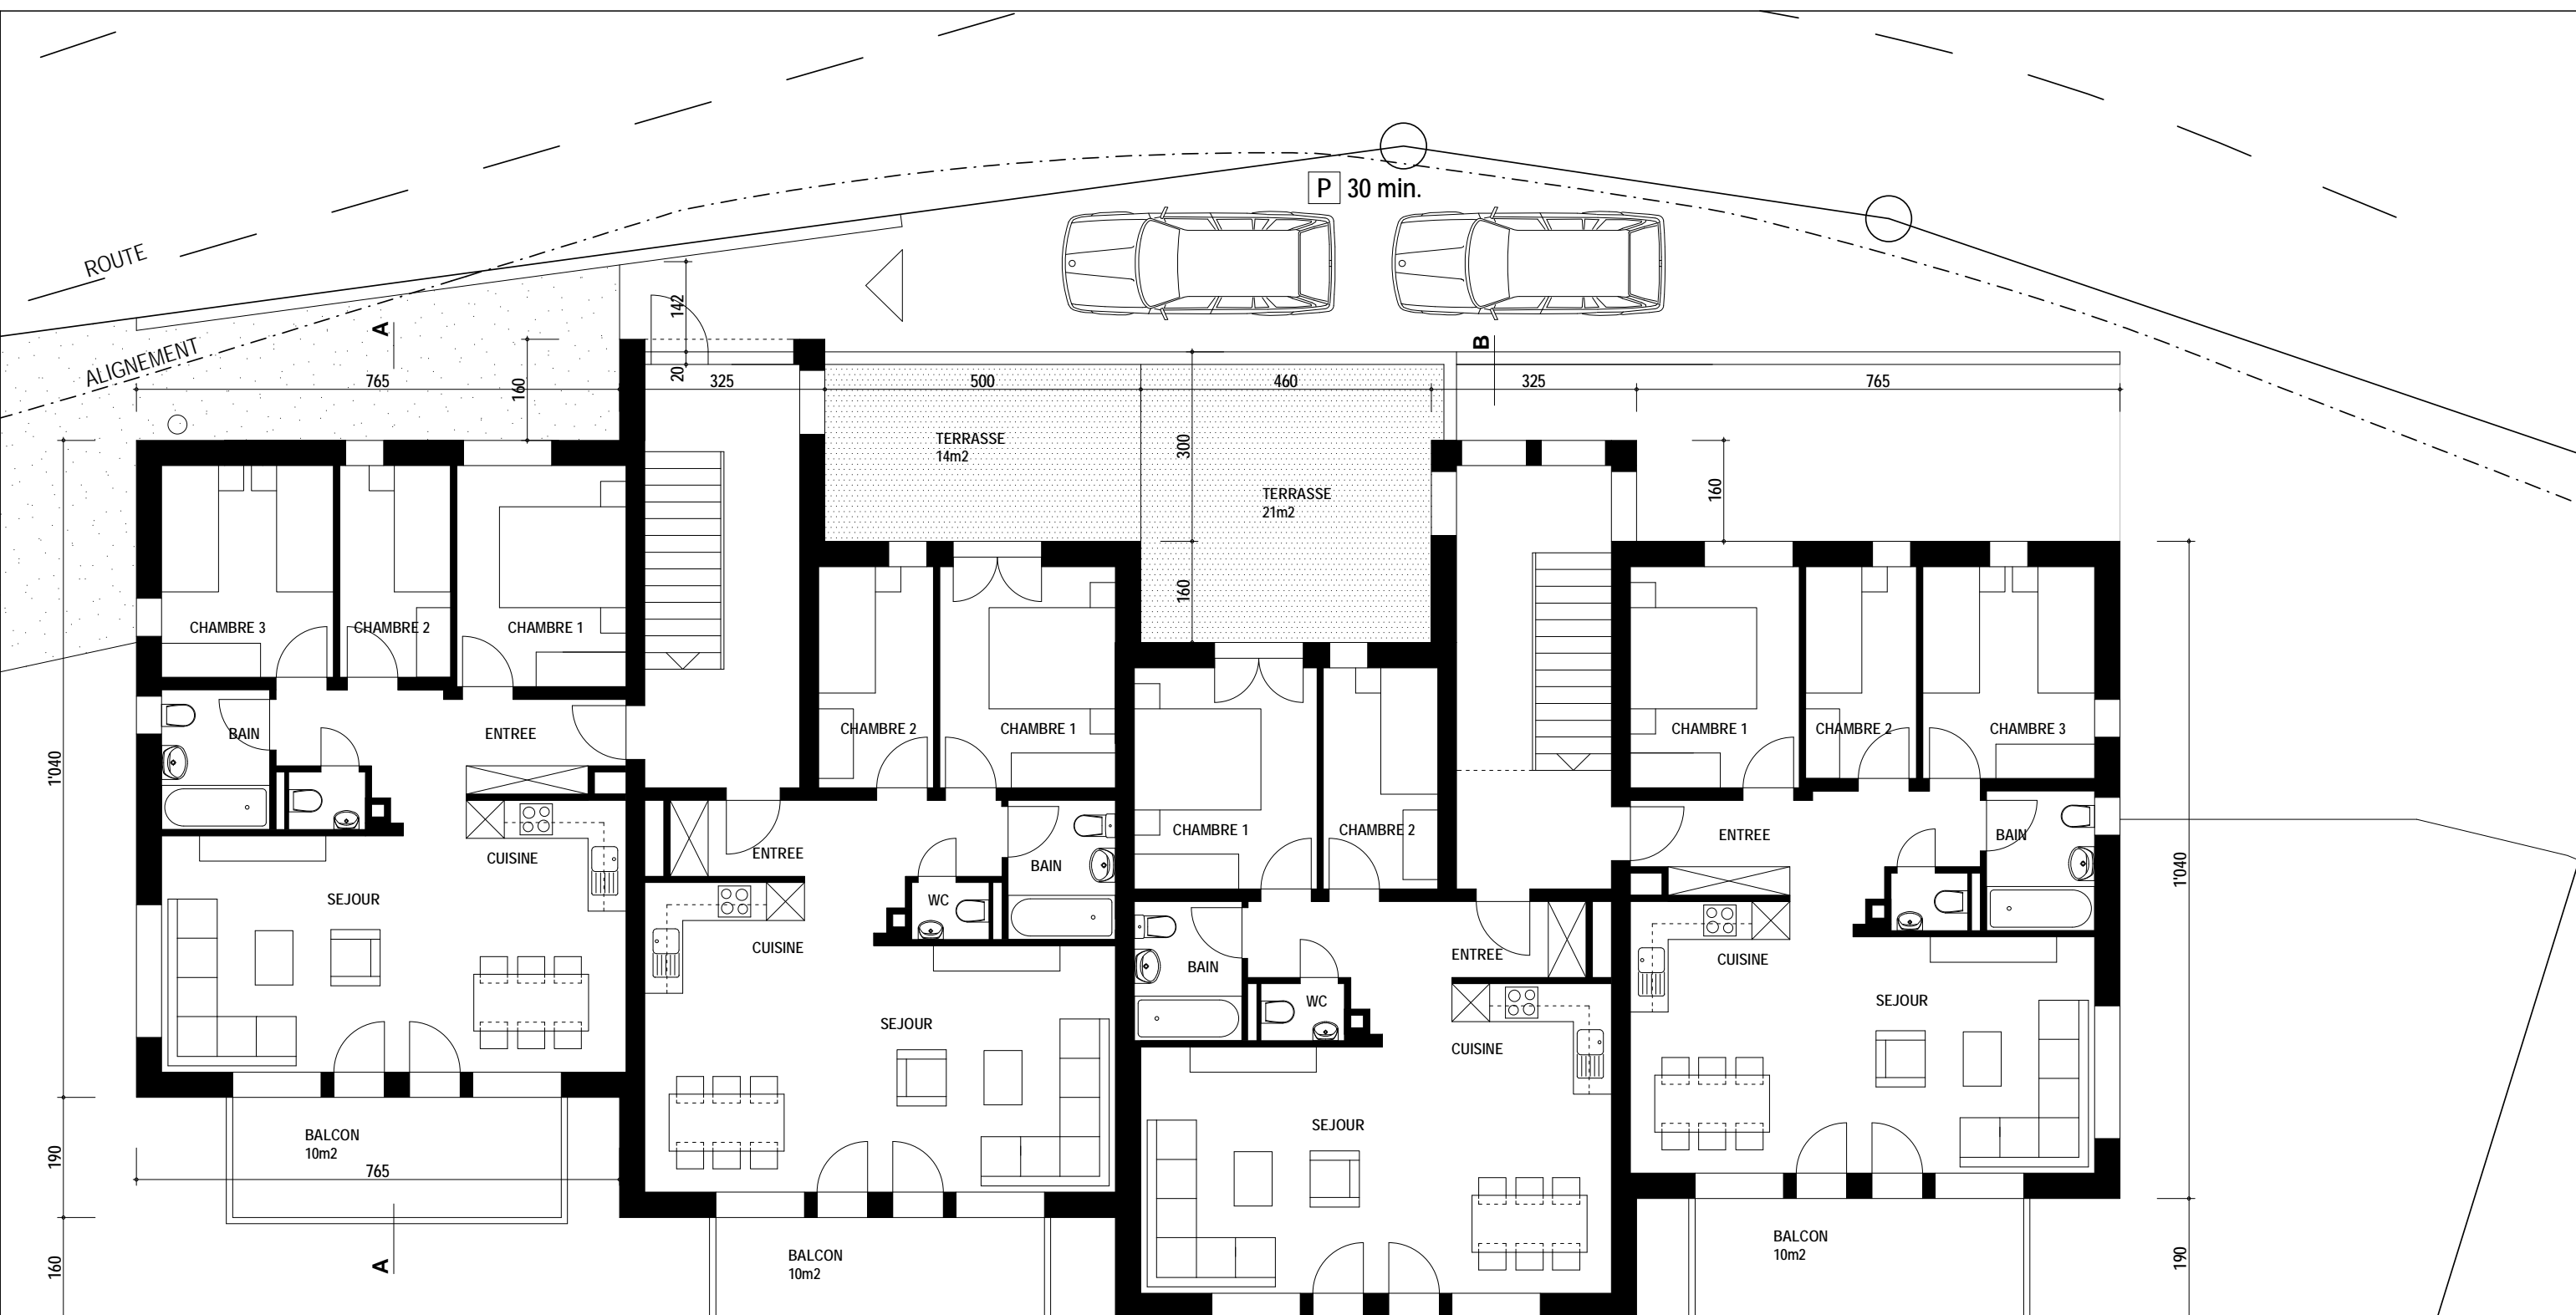 P 30 min.
ROUTE
142
A
B
ALIGNEMENT
20
765
160
325
500
460
325
765
TERRASSE
14m2
300
TERRASSE
21m2
160
160
CHAMBRE 3
CHAMBRE 2
CHAMBRE 1
CHAMBRE 2
CHAMBRE 1
CHAMBRE 1
CHAMBRE 2
CHAMBRE 3
BAIN
ENTREE
1'040
CHAMBRE 1
CHAMBRE 2
ENTREE
BAIN
ENTREE
BAIN
CUISINE
1'040
SEJOUR
WC
CUISINE
ENTREE
CUISINE
BAIN
SEJOUR
WC
SEJOUR
CUISINE
SEJOUR
BALCON
10m2
190
765
BALCON
10m2
BALCON
10m2
160
A
190